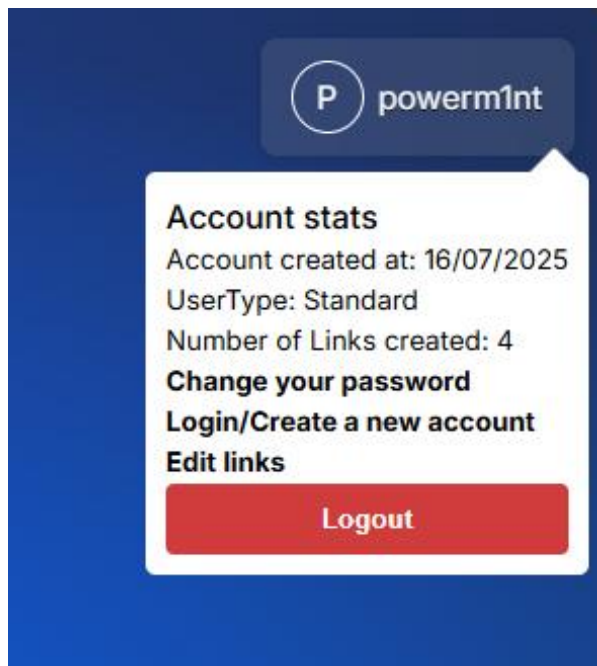 P powerm1nt
Account stats
Account created at: 16/07/2025
UserType: Standard
Number of Links created: 4
Change your password
Login/Create a new account
Edit links
Logout